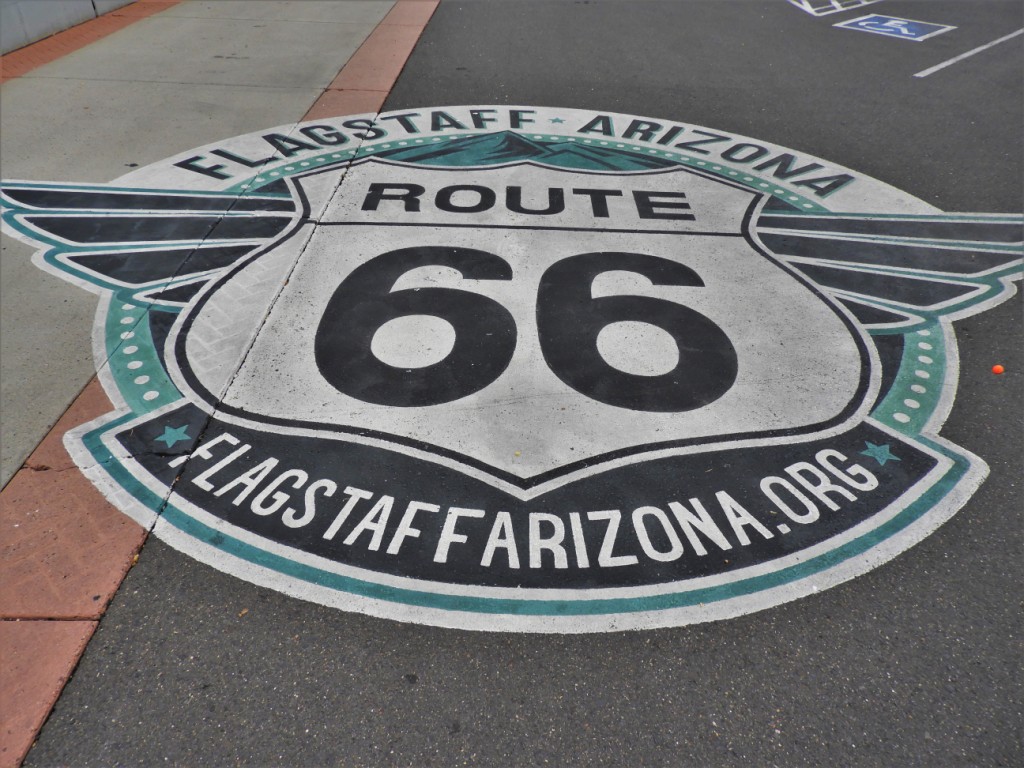 FLAGSTAFF ★ ARIZONA
ROUTE
66
FLAGSTAFFARIZONA.ORG